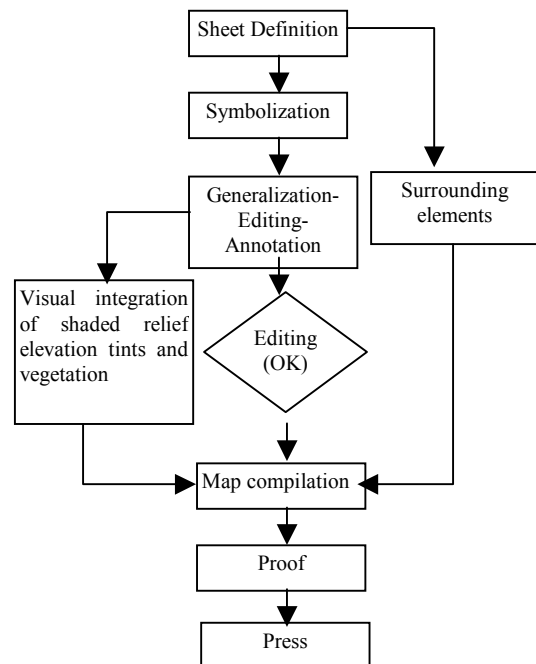 Sheet Definition
Symbolization
Generalization-
Editing-
Annotation
Surrounding
elements
Visual integration
of shaded relief
elevation tints and
vegetation
Editing
(OK)
Map compilation
Proof
Press